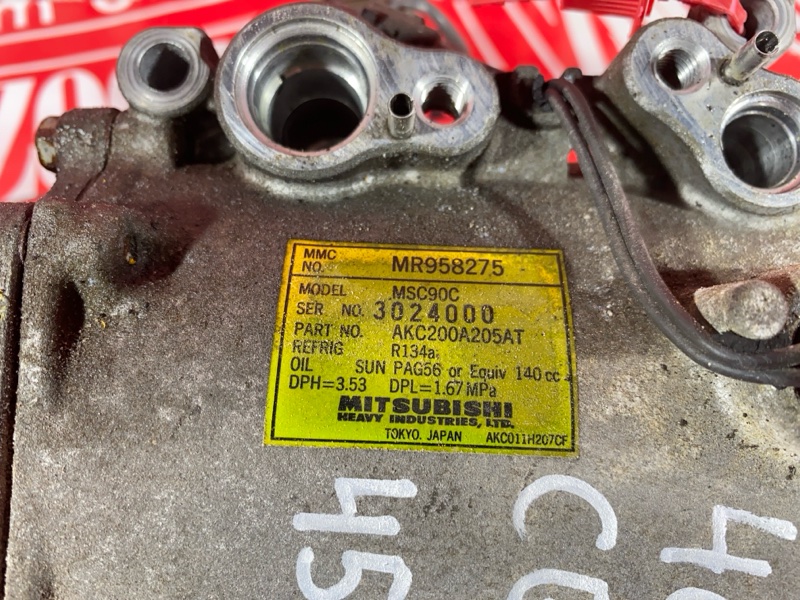 MMC NO. MR958275
MODEL MSC90C
SER NO. 3024000
PART NO. AKC200A205AT
REFRIG R134a
OIL SUN PAG56 or Equiv 140 cc
DPH=3.53 DPL=1.67 MPa
MITSUBISHI
HEAVY INDUSTRIES, LTD.
TOKYO. JAPAN AKC011H207CF
45